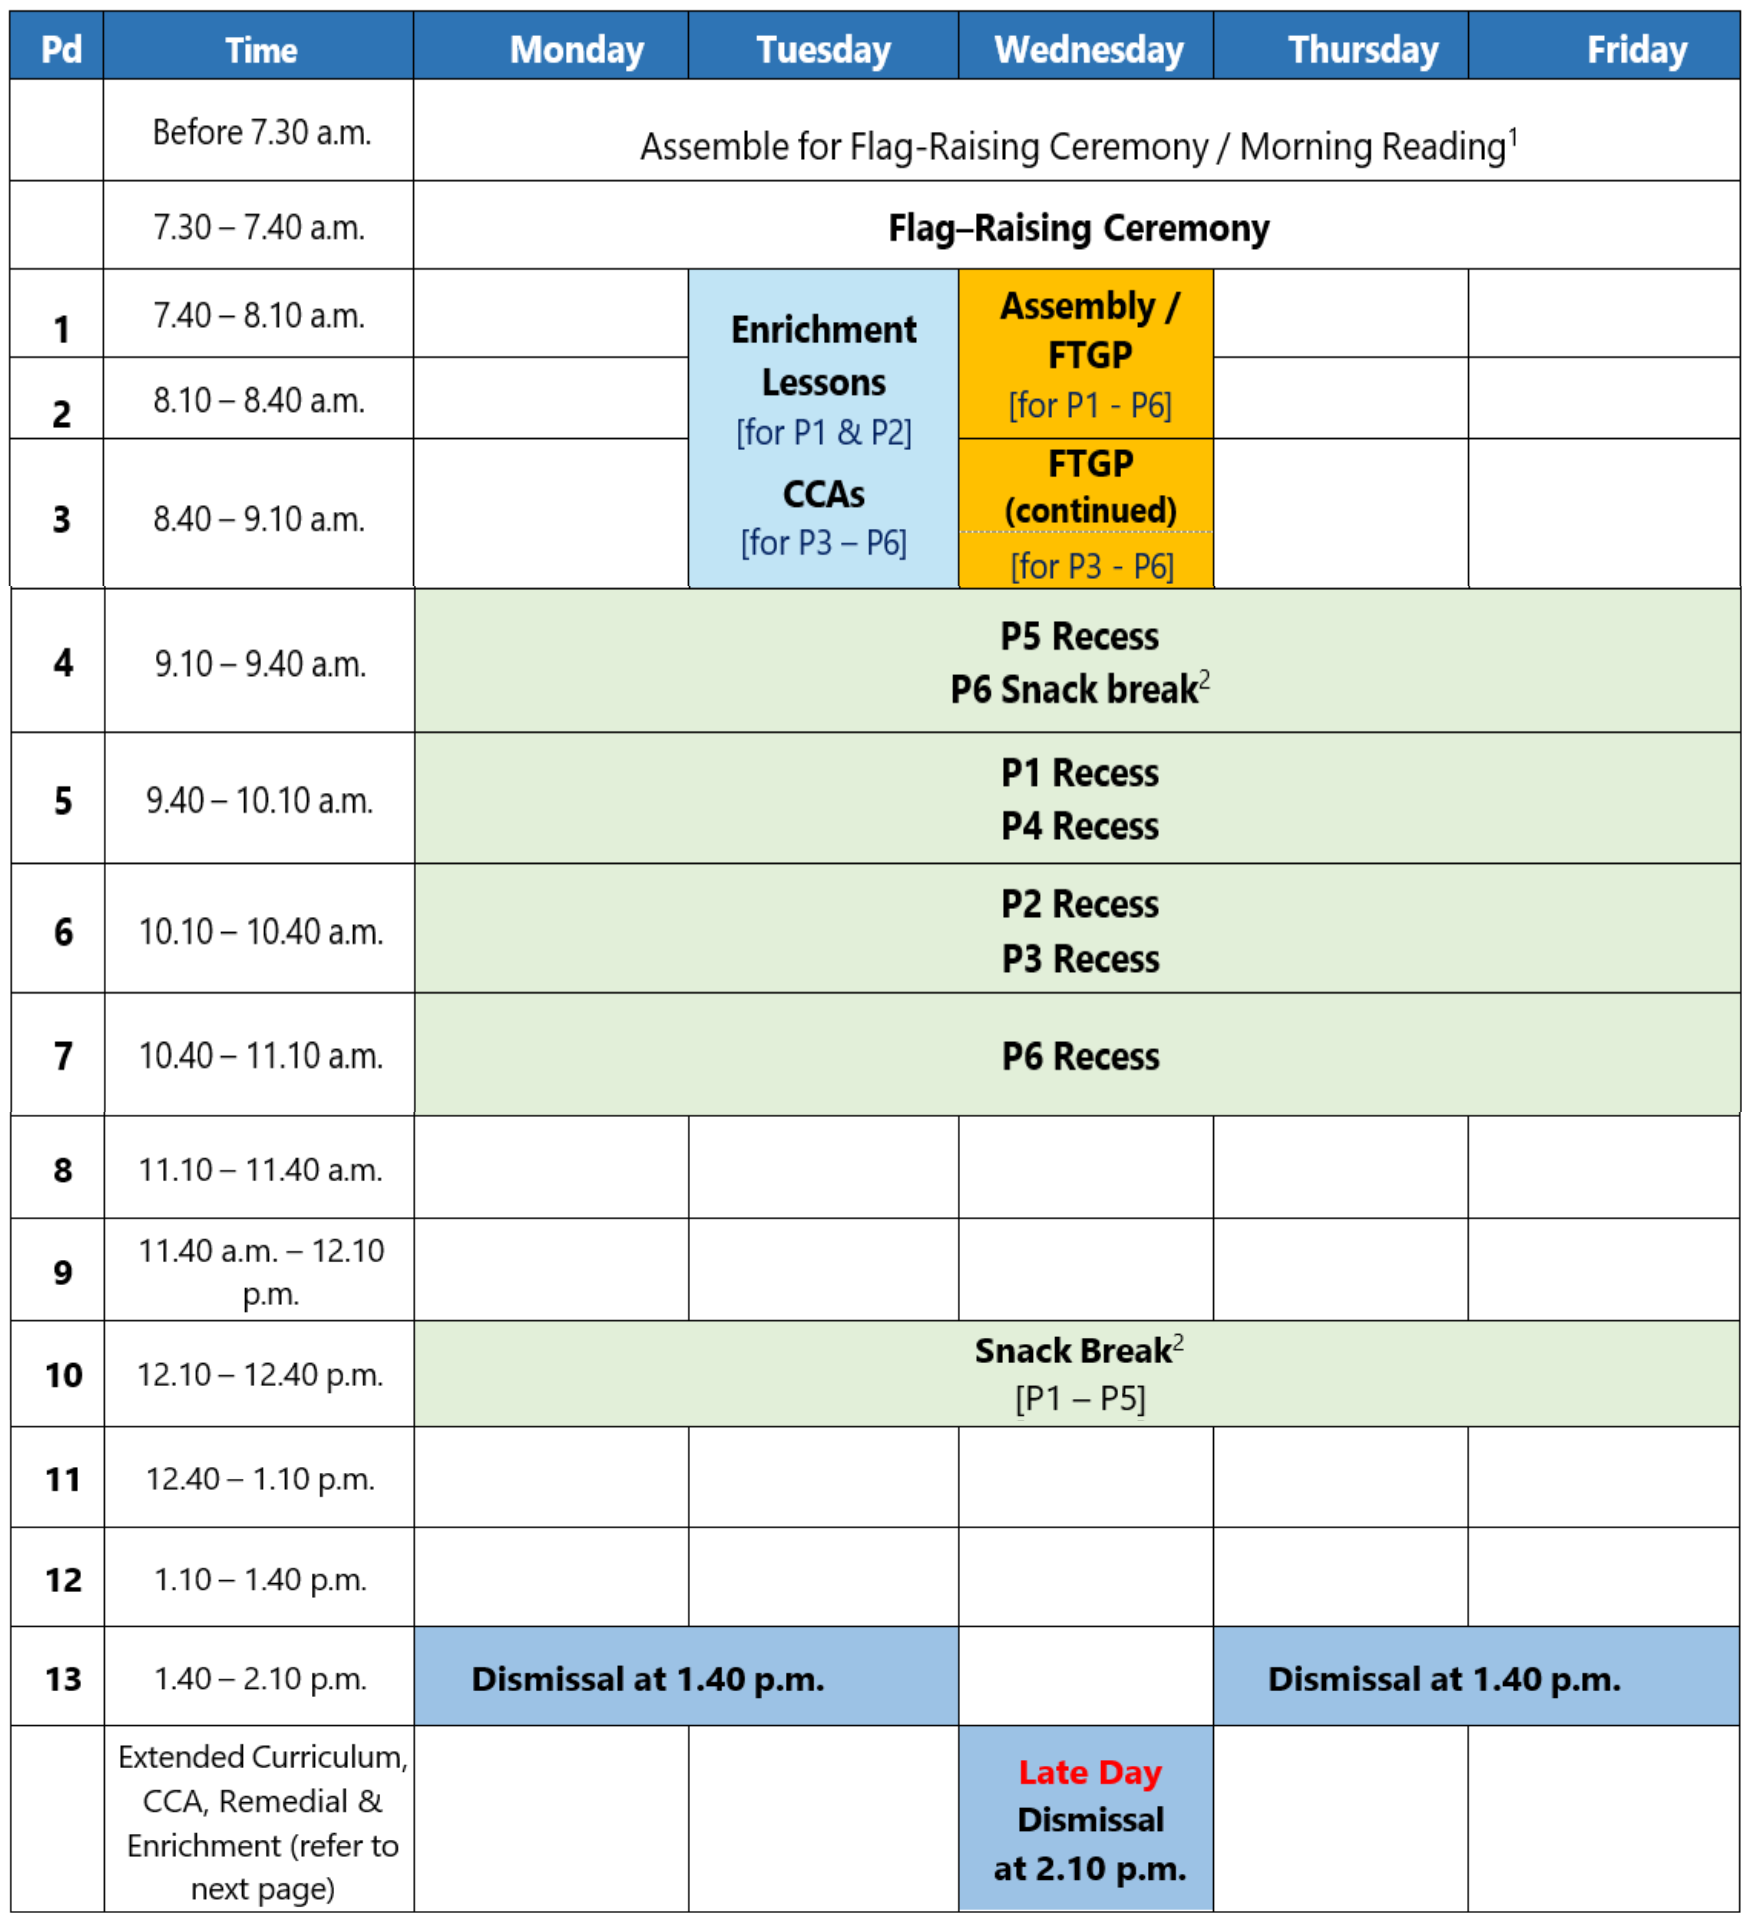 Pd Time Monday Tuesday Wednesday Thursday Friday
Before 7.30 a.m. Assemble for Flag-Raising Ceremony / Morning Reading¹
7.30 – 7.40 a.m. Flag–Raising Ceremony
1 7.40 – 8.10 a.m.
2 8.10 – 8.40 a.m.
3 8.40 – 9.10 a.m.
Enrichment
Lessons
[for P1 & P2]
CCAs
[for P3 – P6]
Assembly /
FTGP
[for P1 - P6]
FTGP
(continued)
[for P3 - P6]
4 9.10 – 9.40 a.m.
P5 Recess
P6 Snack break²
5 9.40 – 10.10 a.m.
P1 Recess
P4 Recess
6 10.10 – 10.40 a.m.
P2 Recess
P3 Recess
7 10.40 – 11.10 a.m. P6 Recess
8 11.10 – 11.40 a.m.
9 11.40 a.m. – 12.10
p.m.
10 12.10 – 12.40 p.m.
Snack Break²
[P1 – P5]
11 12.40 – 1.10 p.m.
12 1.10 – 1.40 p.m.
13 1.40 – 2.10 p.m. Dismissal at 1.40 p.m. Dismissal at 1.40 p.m.
Extended Curriculum,
CCA, Remedial &
Enrichment (refer to
next page)
Late Day
Dismissal
at 2.10 p.m.